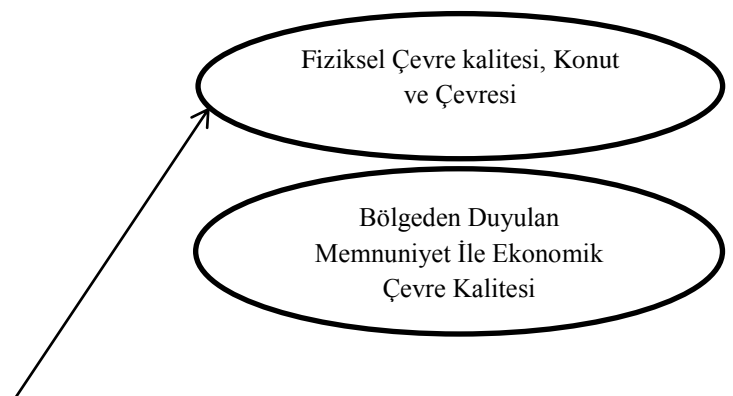 Fiziksel Çevre kalitesi, Konut
ve Çevresi
Bölgeden Duyulan
Memnuniyet İle Ekonomik
Çevre Kalitesi